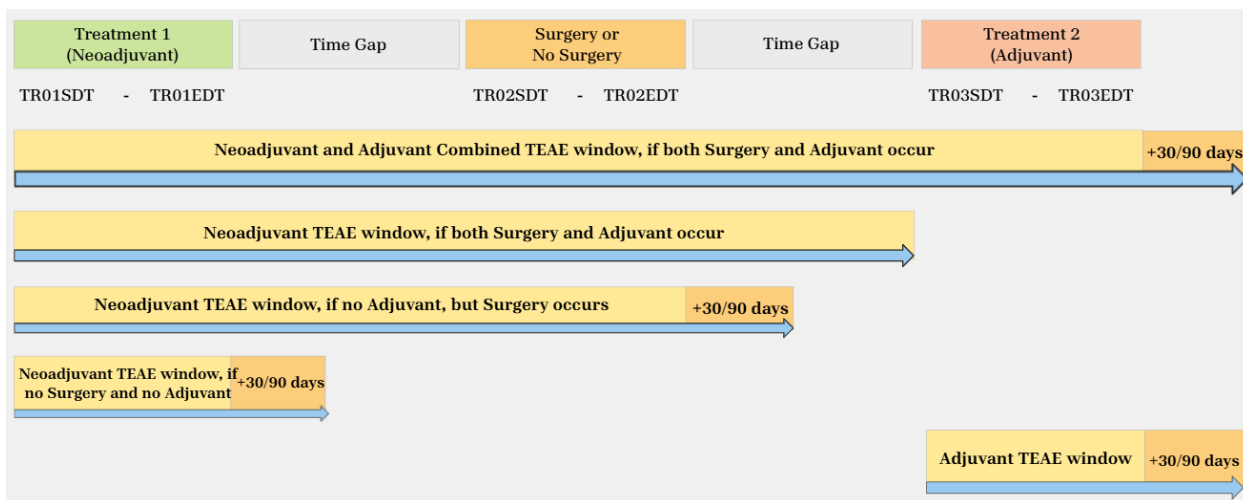 Treatment 1
(Neoadjuvant)
Time Gap
Surgery or
No Surgery
Time Gap
Treatment 2
(Adjuvant)
TR01SDT - TR01EDT
TR02SDT - TR02EDT
TR03SDT - TR03EDT
Neoadjuvant and Adjuvant Combined TEAE window, if both Surgery and Adjuvant occur
+30/90 days
Neoadjuvant TEAE window, if both Surgery and Adjuvant occur
Neoadjuvant TEAE window, if no Adjuvant, but Surgery occurs
+30/90 days
Neoadjuvant TEAE window, if
no Surgery and no Adjuvant
+30/90 days
Adjuvant TEAE window
+30/90 days